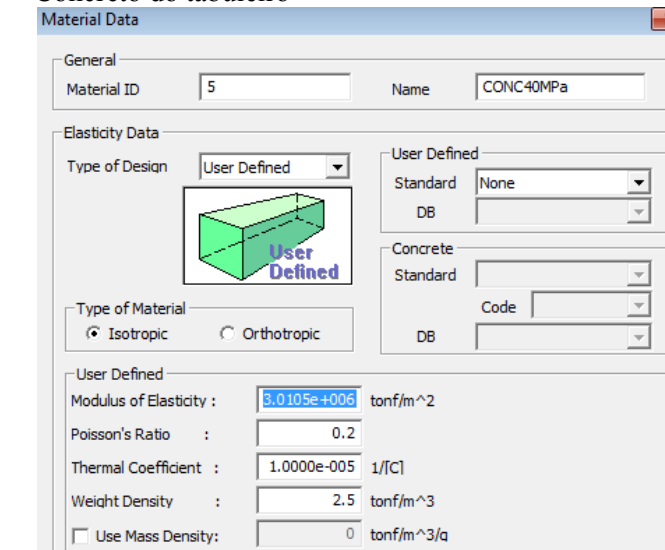 Concreto do tabuleiro
Material Data
General
Material ID 5 Name CONC40MPa
Elasticity Data
Type of Design User Defined
User Defined
Standard None
DB
User
Defined
Concrete
Standard
Code
DB
Type of Material
Isotropic Orthotropic
User Defined
Modulus of Elasticity : 3.0105e+006 tonf/m^2
Poisson's Ratio : 0.2
Thermal Coefficient : 1.0000e-005 1/[C]
Weight Density : 2.5 tonf/m^3
Use Mass Density: 0 tonf/m^3/g